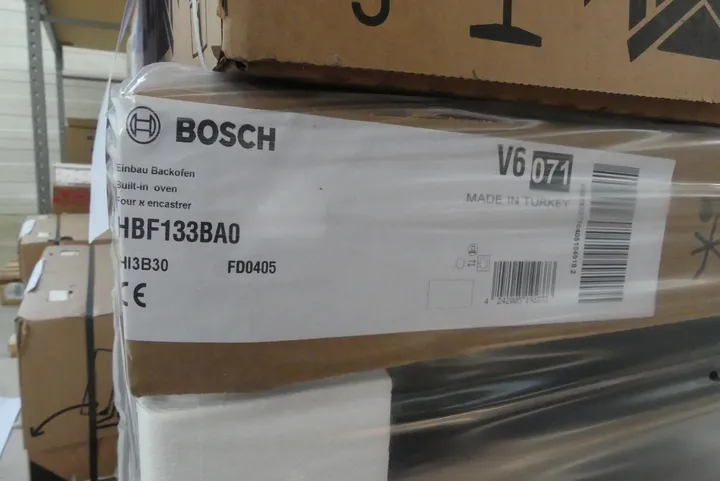 BOSCH
Einbau Backofen
Built-in oven
Four à encastrer
HBF133BA0
HI3B30 FD0405
CE
V6 071
MADE IN TURKEY